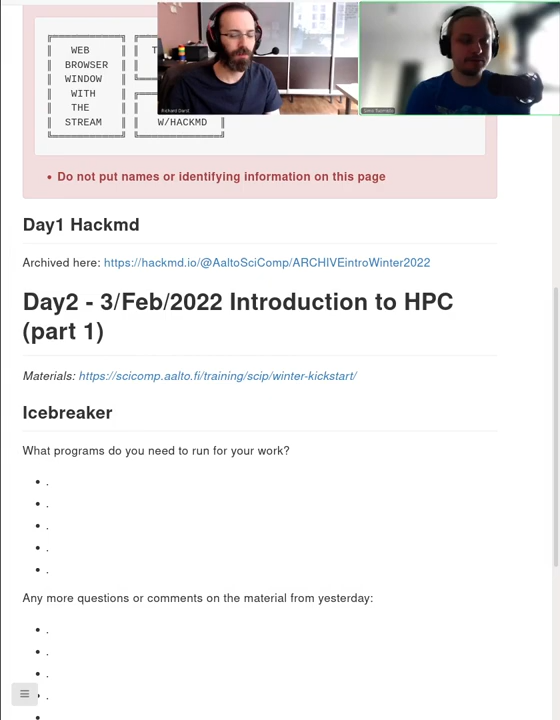 WEB
BROWSER
WINDOW
WITH
THE
STREAM
T
W/HACKMD
Richard Darst
• Do not put names or identifying information on this page
Day1 Hackmd
Archived here: https://hackmd.io/@AaltoSciComp/ARCHIVEintroWinter2022
Day2 - 3/Feb/2022 Introduction to HPC
(part 1)
Materials: https://scicomp.aalto.fi/training/scip/winter-kickstart/
Icebreaker
What programs do you need to run for your work?
• .
• .
• .
• .
• .
Any more questions or comments on the material from yesterday:
• .
• .
• .
• .